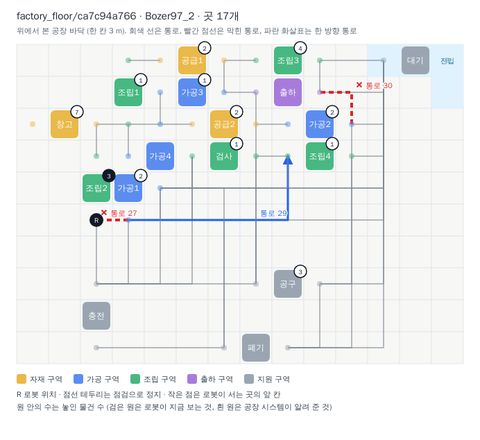 factory_floor/ca7c94a766 · Bozer97_2 · 곳 17개
위에서 본 공장 바닥 (한 칸 3 m). 회색 선은 통로, 빨간 점선은 막힌 통로, 파란 화살표는 한 방향 통로
2 4
공급1 조립3 대기 전립
✕ 통로 30
1 1
조립1 가공3 출하
7 2 2
창고 공급2 가공2
1 1
가공4 검사 조립4
3 2
조립2 가공1
R ✕ 통로 27 통로 29
3
공구
충전
폐기
자재 구역 가공 구역 조립 구역 출하 구역 지원 구역
R 로봇 위치 · 점선 테두리는 점검으로 정지 · 작은 점은 로봇이 서는 곳의 앞 칸
원 안의 수는 놓인 물건 수 (검은 원은 로봇이 지금 보는 것, 흰 원은 공장 시스템이 알려 준 것)